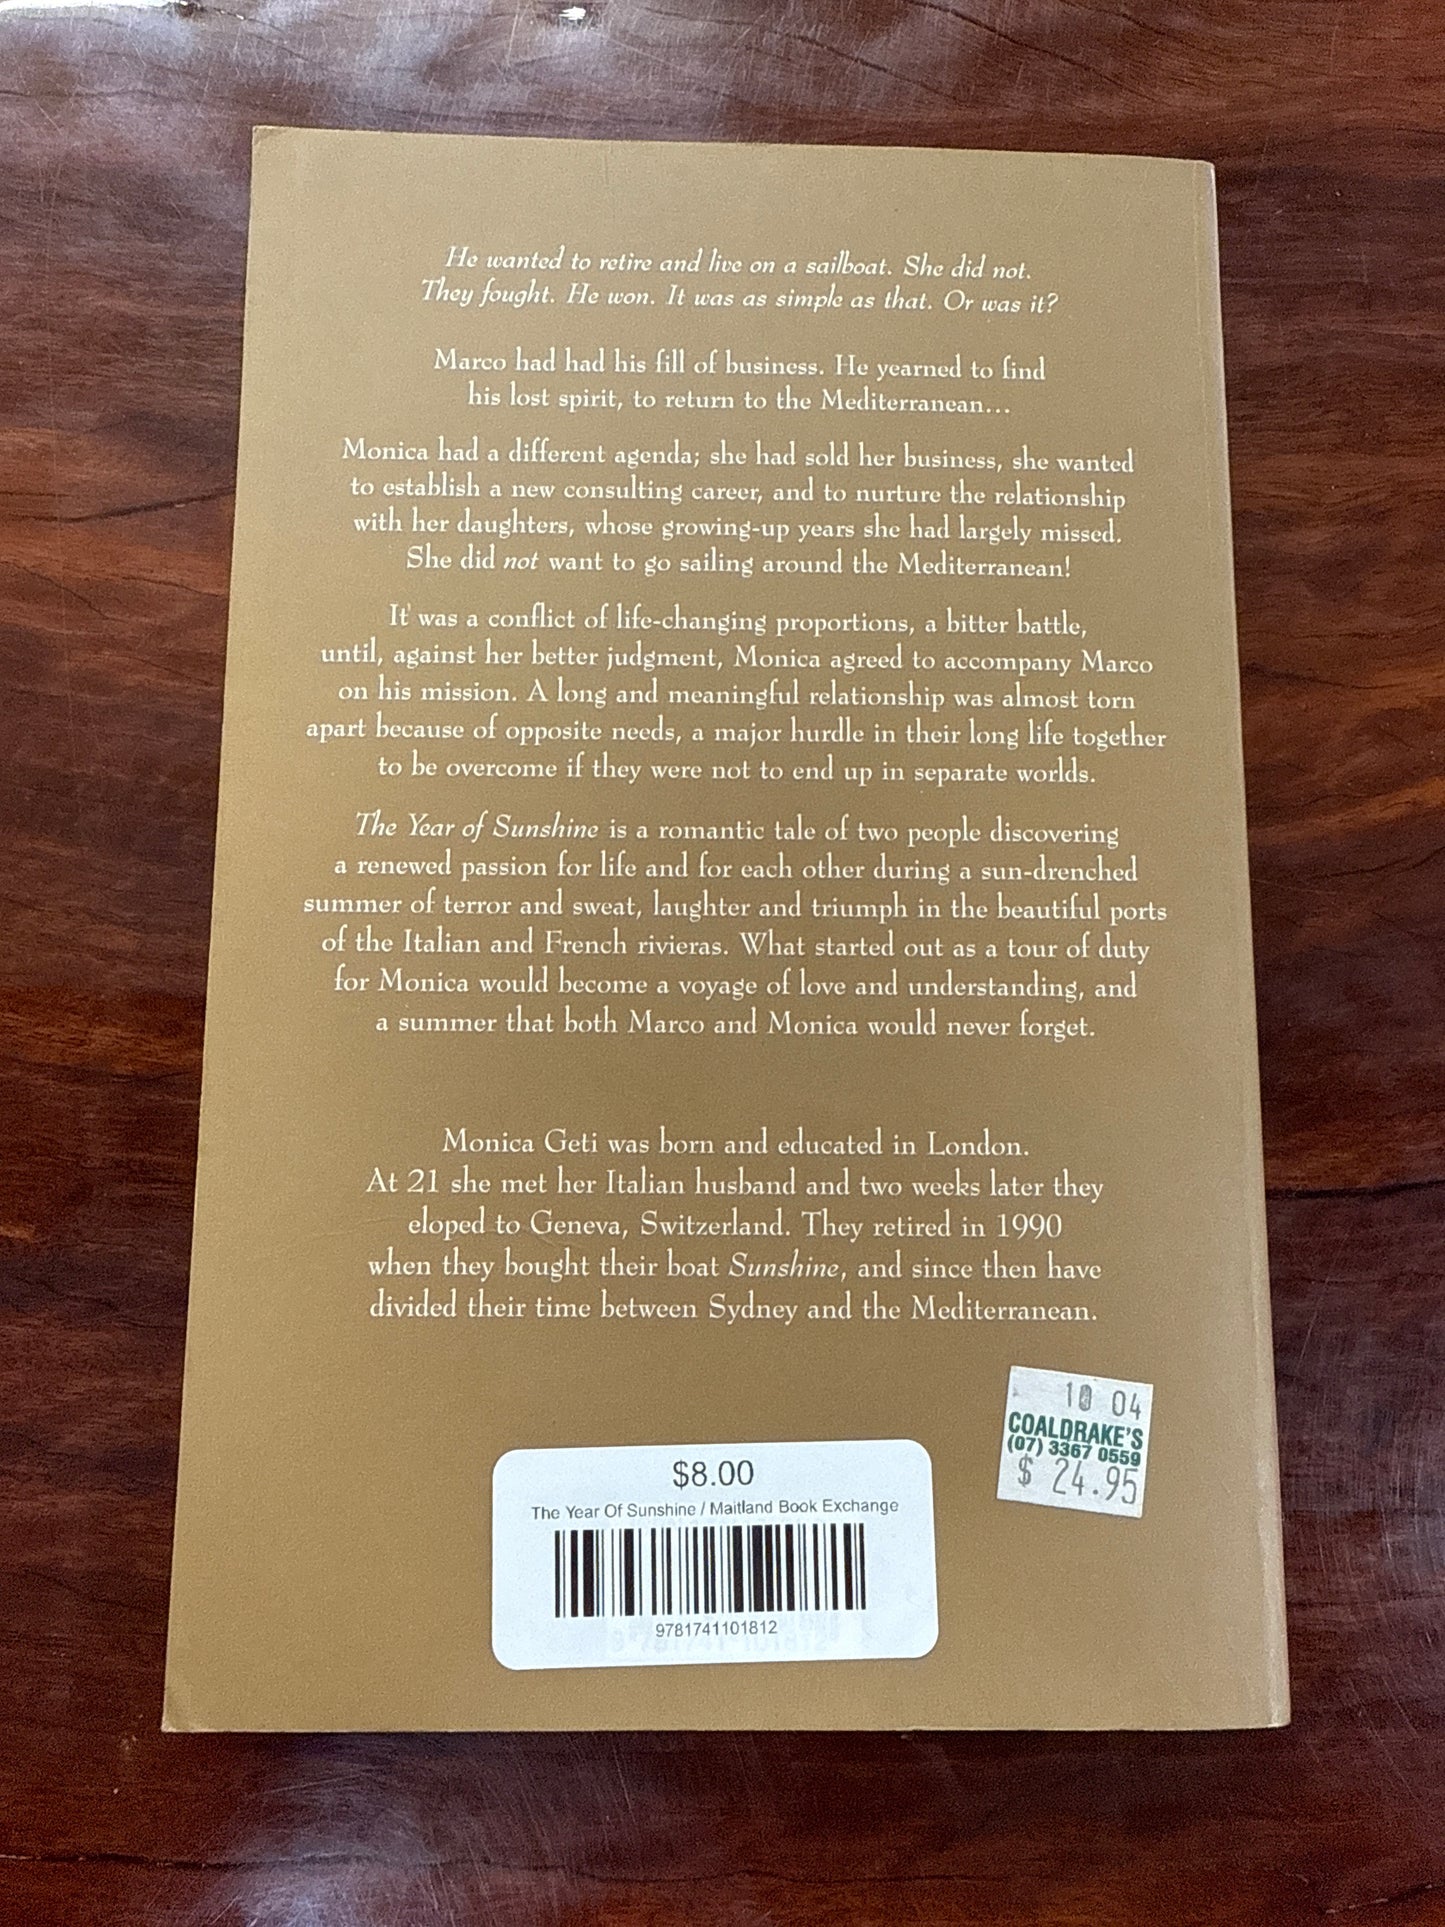 He wanted to retire and live on a sailboat. She did not.
They fought. He won. It was as simple as that. Or was it?
Marco had had his fill of business. He yearned to find
his lost spirit, to return to the Mediterranean...
Monica had a different agenda; she had sold her business, she wanted
to establish a new consulting career, and to nurture the relationship
with her daughters, whose growing-up years she had largely missed.
She did not want to go sailing around the Mediterranean!
It was a conflict of life-changing proportions, a bitter battle,
until, against her better judgment, Monica agreed to accompany Marco
on his mission. A long and meaningful relationship was almost torn
apart because of opposite needs, a major hurdle in their long life together
to be overcome if they were not to end up in separate worlds.
The Year of Sunshine is a romantic tale of two people discovering
a renewed passion for life and for each other during a sun-drenched
summer of terror and sweat, laughter and triumph in the beautiful ports
of the Italian and French rivieras. What started out as a tour of duty
for Monica would become a voyage of love and understanding, and
a summer that both Marco and Monica would never forget.
Monica Geti was born and educated in London.
At 21 she met her Italian husband and two weeks later they
eloped to Geneva, Switzerland. They retired in 1990
when they bought their boat Sunshine, and since then have
divided their time between Sydney and the Mediterranean.
10 04
COALDRAKE'S
(07) 3367 0559
$ 24.95
$8.00
The Year Of Sunshine / Maitland Book Exchange
9781741101812